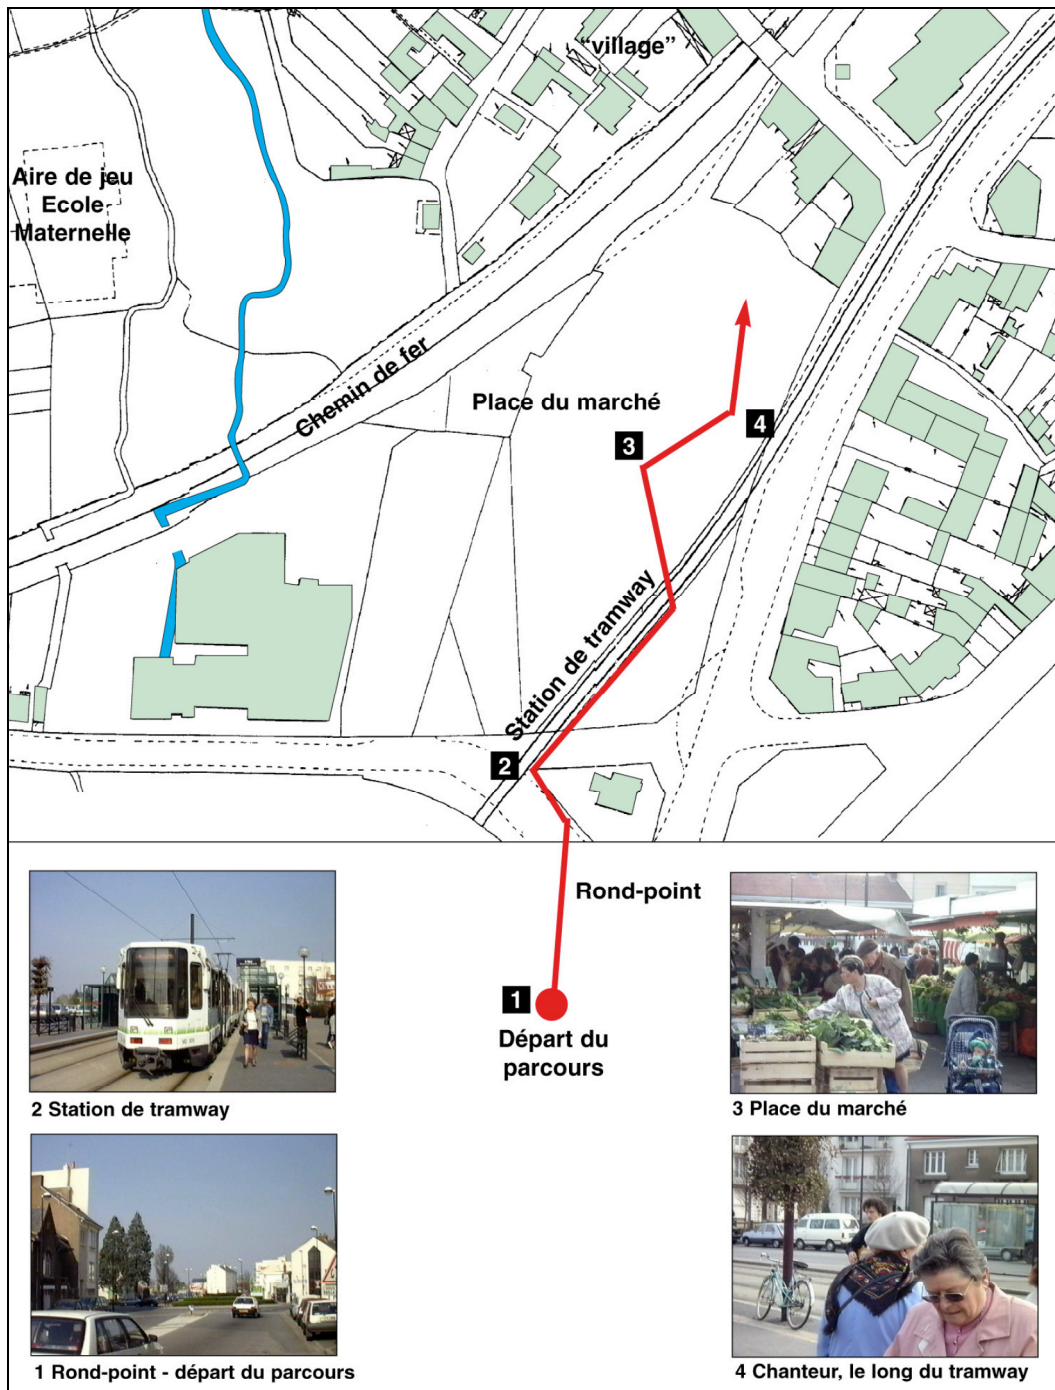 “village”
Aire de jeu
Ecole
Maternelle
Chemin de fer
Place du marché
3
4
Station de tramway
2
Rond-point
1
Départ du
parcours
2 Station de tramway
3 Place du marché
1 Rond-point - départ du parcours
4 Chanteur, le long du tramway